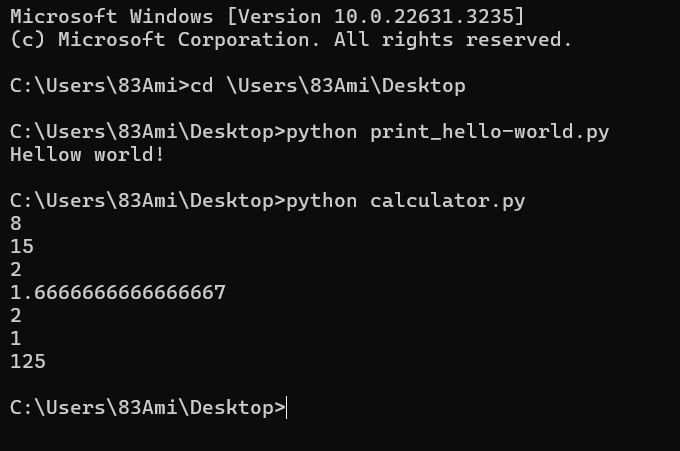 Microsoft Windows [Version 10.0.22631.3235]
(c) Microsoft Corporation. All rights reserved.
C:\Users\83Ami>cd \Users\83Ami\Desktop
C:\Users\83Ami\Desktop>python print_hello-world.py
Hellow world!
C:\Users\83Ami\Desktop>python calculator.py
8
15
2
1.6666666666666667
2
1
125
C:\Users\83Ami\Desktop>